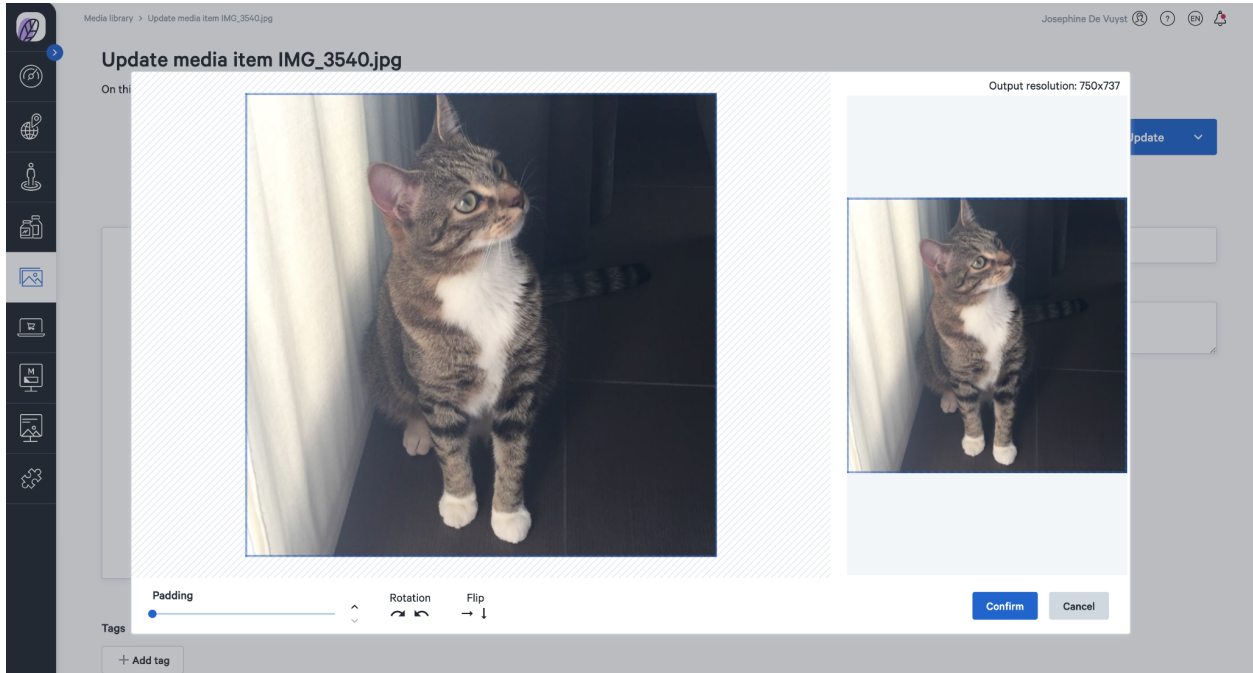 Media library > Update media item IMG_3540.jpg
Josephine De Vuyst
?
EN
Update media item IMG_3540.jpg
On thi
Output resolution: 750x737
Update
M
Padding
Rotation
Flip
Confirm
Cancel
Tags
+ Add tag